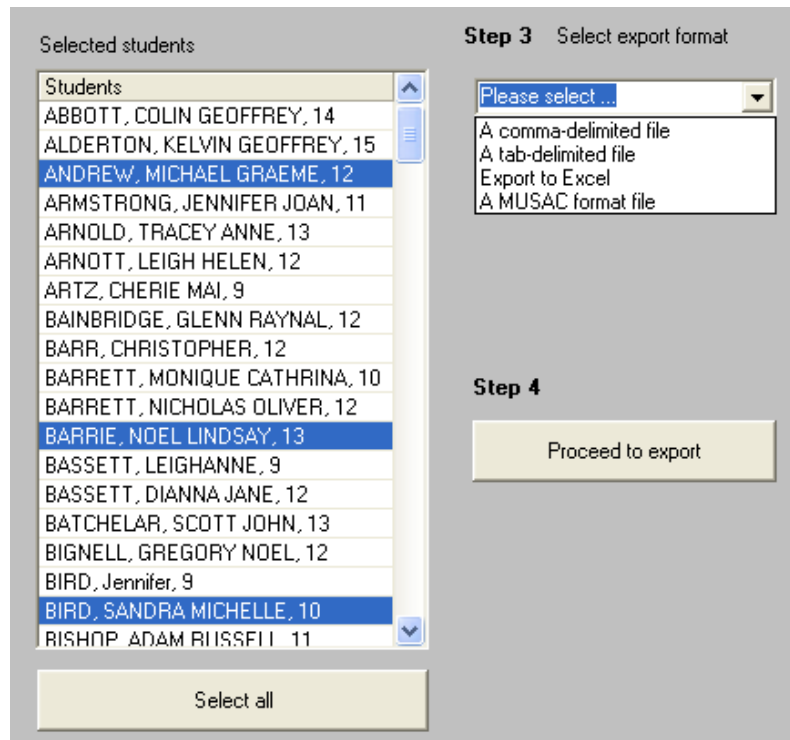 Selected students
Students
ABBOTT, COLIN GEOFFREY, 14
ALDERTON, KELVIN GEOFFREY, 15
ANDREW, MICHAEL GRAEME, 12
ARMSTRONG, JENNIFER JOAN, 11
ARNOLD, TRACEY ANNE, 13
ARNOTT, LEIGH HELEN, 12
ARTZ, CHERIE MAI, 9
BAINBRIDGE, GLENN RAYNAL, 12
BARR, CHRISTOPHER, 12
BARRETT, MONIQUE CATHRINA, 10
BARRETT, NICHOLAS OLIVER, 12
BARRIE, NOEL LINDSAY, 13
BASSETT, LEIGHANNE, 9
BASSETT, DIANNA JANE, 12
BATCHELAR, SCOTT JOHN, 13
BIGNELL, GREGORY NOEL, 12
BIRD, Jennifer, 9
BIRD, SANDRA MICHELLE, 10
BISHOP, ADAM RUSSELL, 11
Select all
Step 3 Select export format
Please select ...
A comma-delimited file
A tab-delimited file
Export to Excel
A MUSAC format file
Step 4
Proceed to export